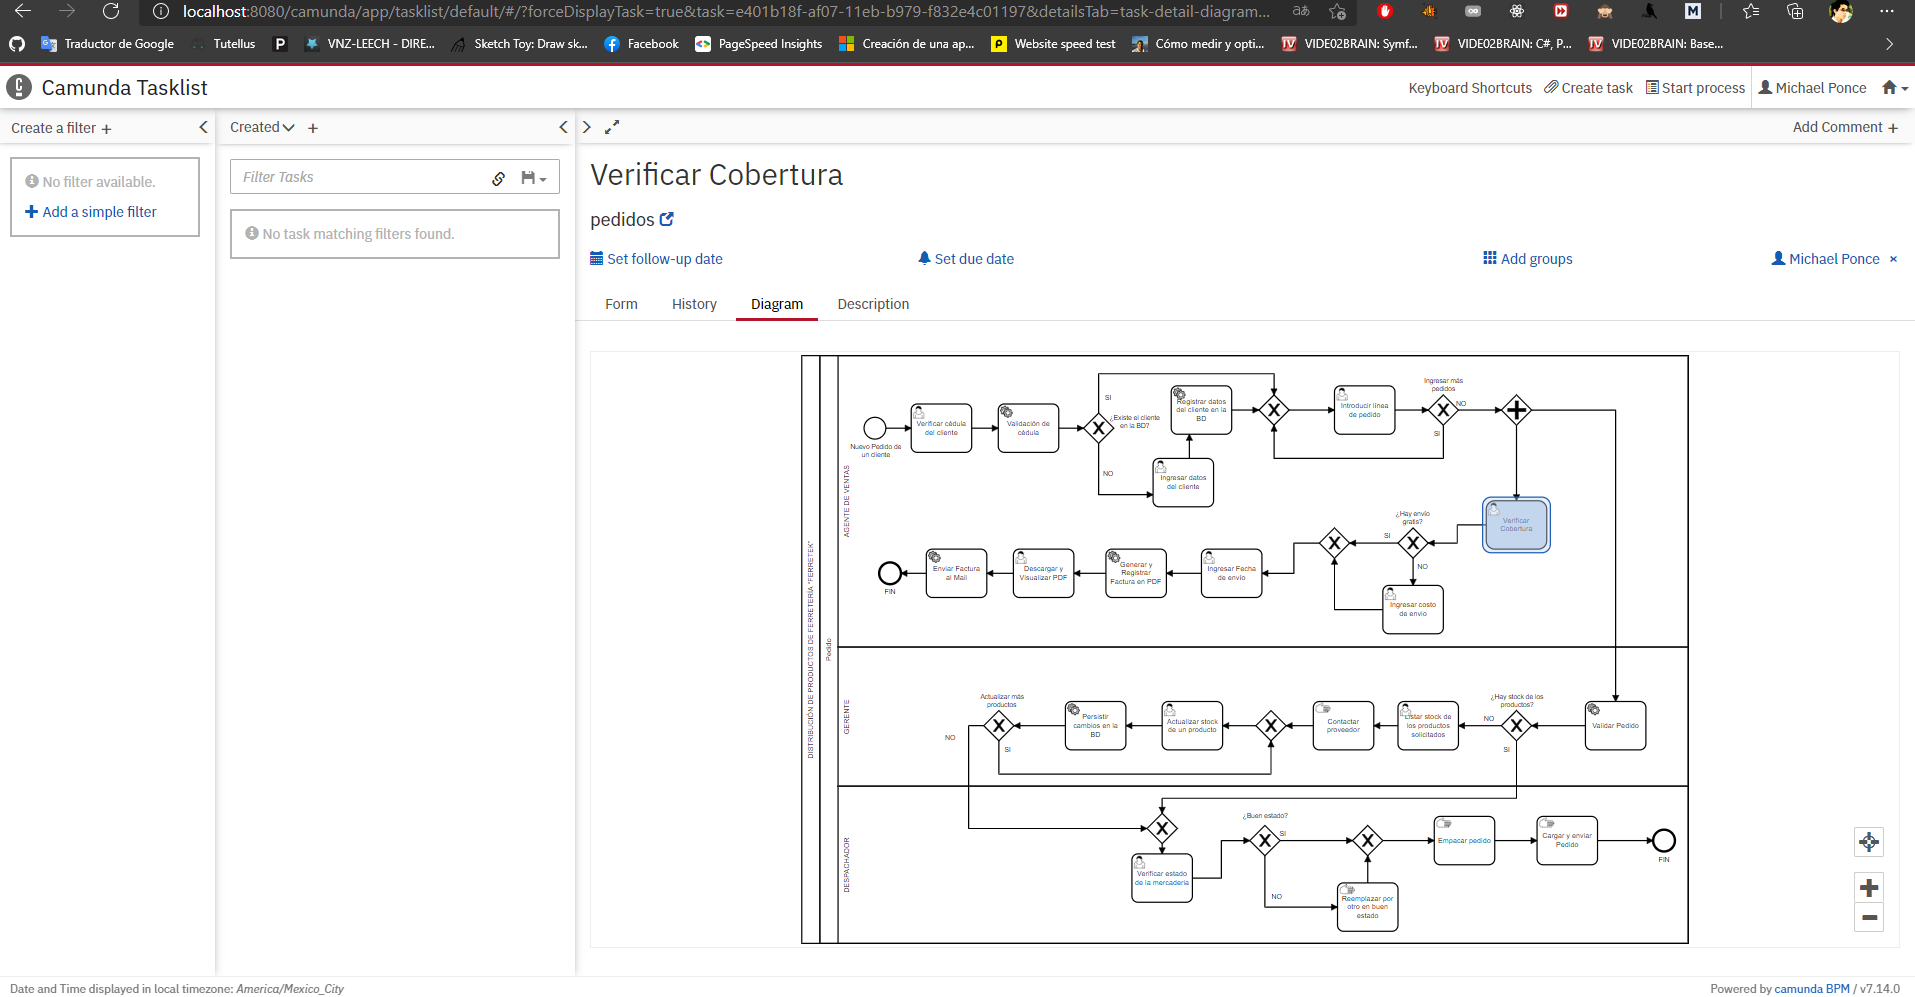 localhost:8080/camunda/app/tasklist/default/#/?forceDisplayTask=true&task=e401b18f-af07-11eb-b979-f832e4c01197&detailsTab=task-detail-diagram...
Traductor de Google
Tutellus
VNZ-LEECH - DIRE...
Sketch Toy: Draw sk...
Facebook
PageSpeed Insights
Creación de una ap...
Website speed test
Cómo medir y opti...
VIDE02BRAIN: Symf...
VIDE02BRAIN: C#, P...
VIDE02BRAIN: Base...
Camunda Tasklist
Keyboard Shortcuts
Create task
Start process
Michael Ponce
Create a filter +
Created
Add Comment +
No filter available.
Add a simple filter
Filter Tasks
No task matching filters found.
Verificar Cobertura
pedidos
Set follow-up date
Set due date
Add groups
Michael Ponce ×
Form
History
Diagram
Description
DISTRIBUCIÓN DE PRODUCTOS DE FERRETERÍA "FERRETEK"
Pedido
AGENTE DE VENTAS
Nuevo Pedido de
un cliente
Verificar cédula
del cliente
Validación de
cédula
¿Existe el cliente
en la BD?
SI
NO
Registrar datos
del cliente en la
BD
Ingresar datos
del cliente
Introducir línea
de pedido
Ingresar más
pedidos
NO
SI
Verificar
Cobertura
¿Hay envío
gratis?
SI
NO
Ingresar costo
de envío
Ingresar Fecha
de envío
Generar y
Registrar
Factura en PDF
Descargar y
Visualizar PDF
Enviar Factura
al Mail
FIN
GERENTE
Validar Pedido
¿Hay stock de los
productos?
NO
SI
Listar stock de
los productos
solicitados
Contactar
proveedor
Actualizar stock
de un producto
Persistir
cambios en la
BD
Actualizar más
productos
NO
SI
DESPACHADOR
Verificar estado
de la mercadería
¿Buen estado?
SI
NO
Reemplazar por
otro en buen
estado
Empacar pedido
Cargar y enviar
Pedido
FIN
Date and Time displayed in local timezone: America/Mexico_City
Powered by camunda BPM / v7.14.0